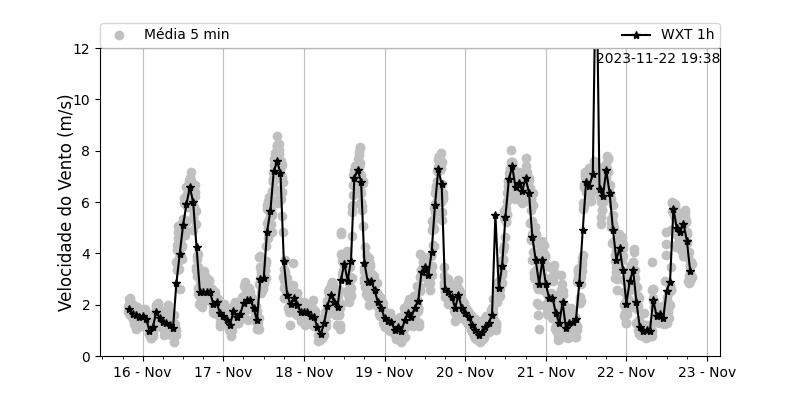 Média 5 min
WXT 1h
2023-11-22 19:38
Velocidade do Vento (m/s)
12
10
8
6
4
2
0
16 - Nov
17 - Nov
18 - Nov
19 - Nov
20 - Nov
21 - Nov
22 - Nov
23 - Nov